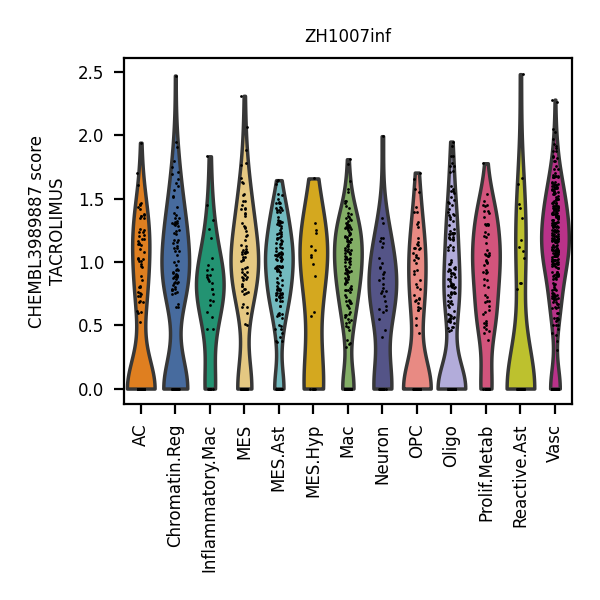 ZH1007inf
CHEMBL3989887 score
TACROLIMUS
2.5
2.0
1.5
1.0
0.5
0.0
AC
Chromatin.Reg
Inflammatory.Mac
MES
MES.Ast
MES.Hyp
Mac
Neuron
OPC
Oligo
Prolif.Metab
Reactive.Ast
Vasc